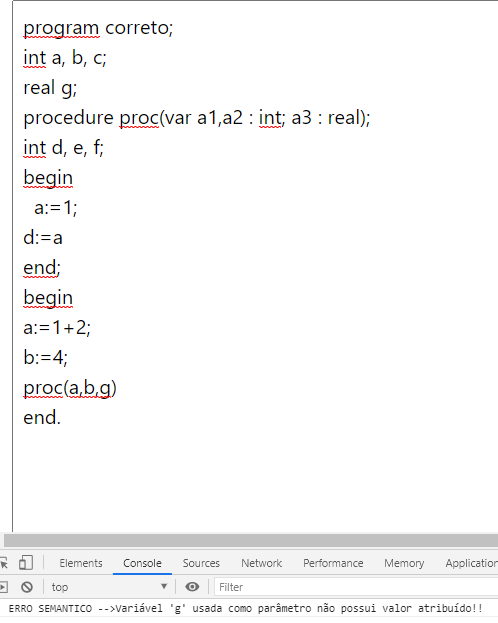 program correto;
int a, b, c;
real g;
procedure proc(var a1,a2 : int; a3 : real);
int d, e, f;
begin
a:=1;
d:=a
end;
begin
a:=1+2;
b:=4;
proc(a,b,g)
end.
Elements Console Sources Network Performance Memory Application
top Filter
ERRO SEMANTICO -->Variável 'g' usada como parâmetro não possui valor atribuído!!